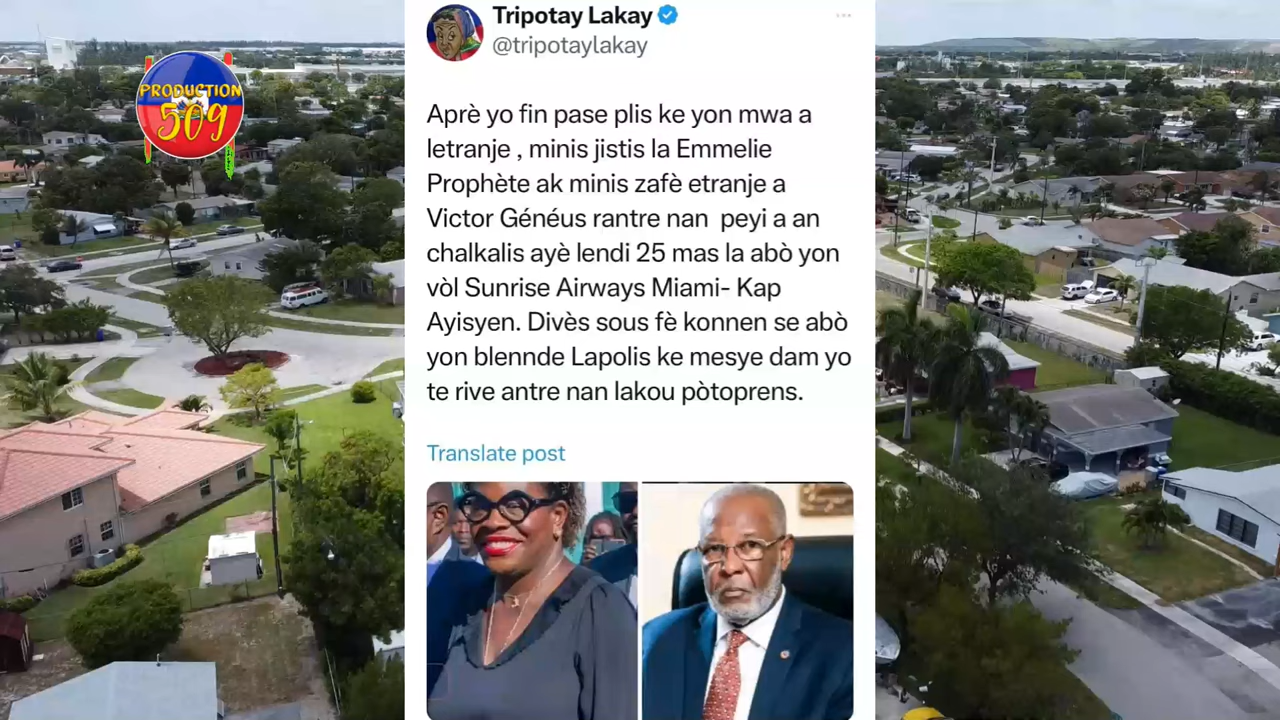 PRODUCTION
509
Tripotay Lakay
@tripotaylakay
Aprè yo fin pase plis ke yon mwa a
letranje , minis jistis la Emmelie
Prophète ak minis zafè etranje a
Victor Généus rantre nan peyi a an
chalkalis ayè lendi 25 mas la abò yon
vòl Sunrise Airways Miami- Kap
Ayisyen. Divès sous fè konnen se abò
yon blennde Lapolis ke mesye dam yo
te rive antre nan lakou pòtoprens.
Translate post